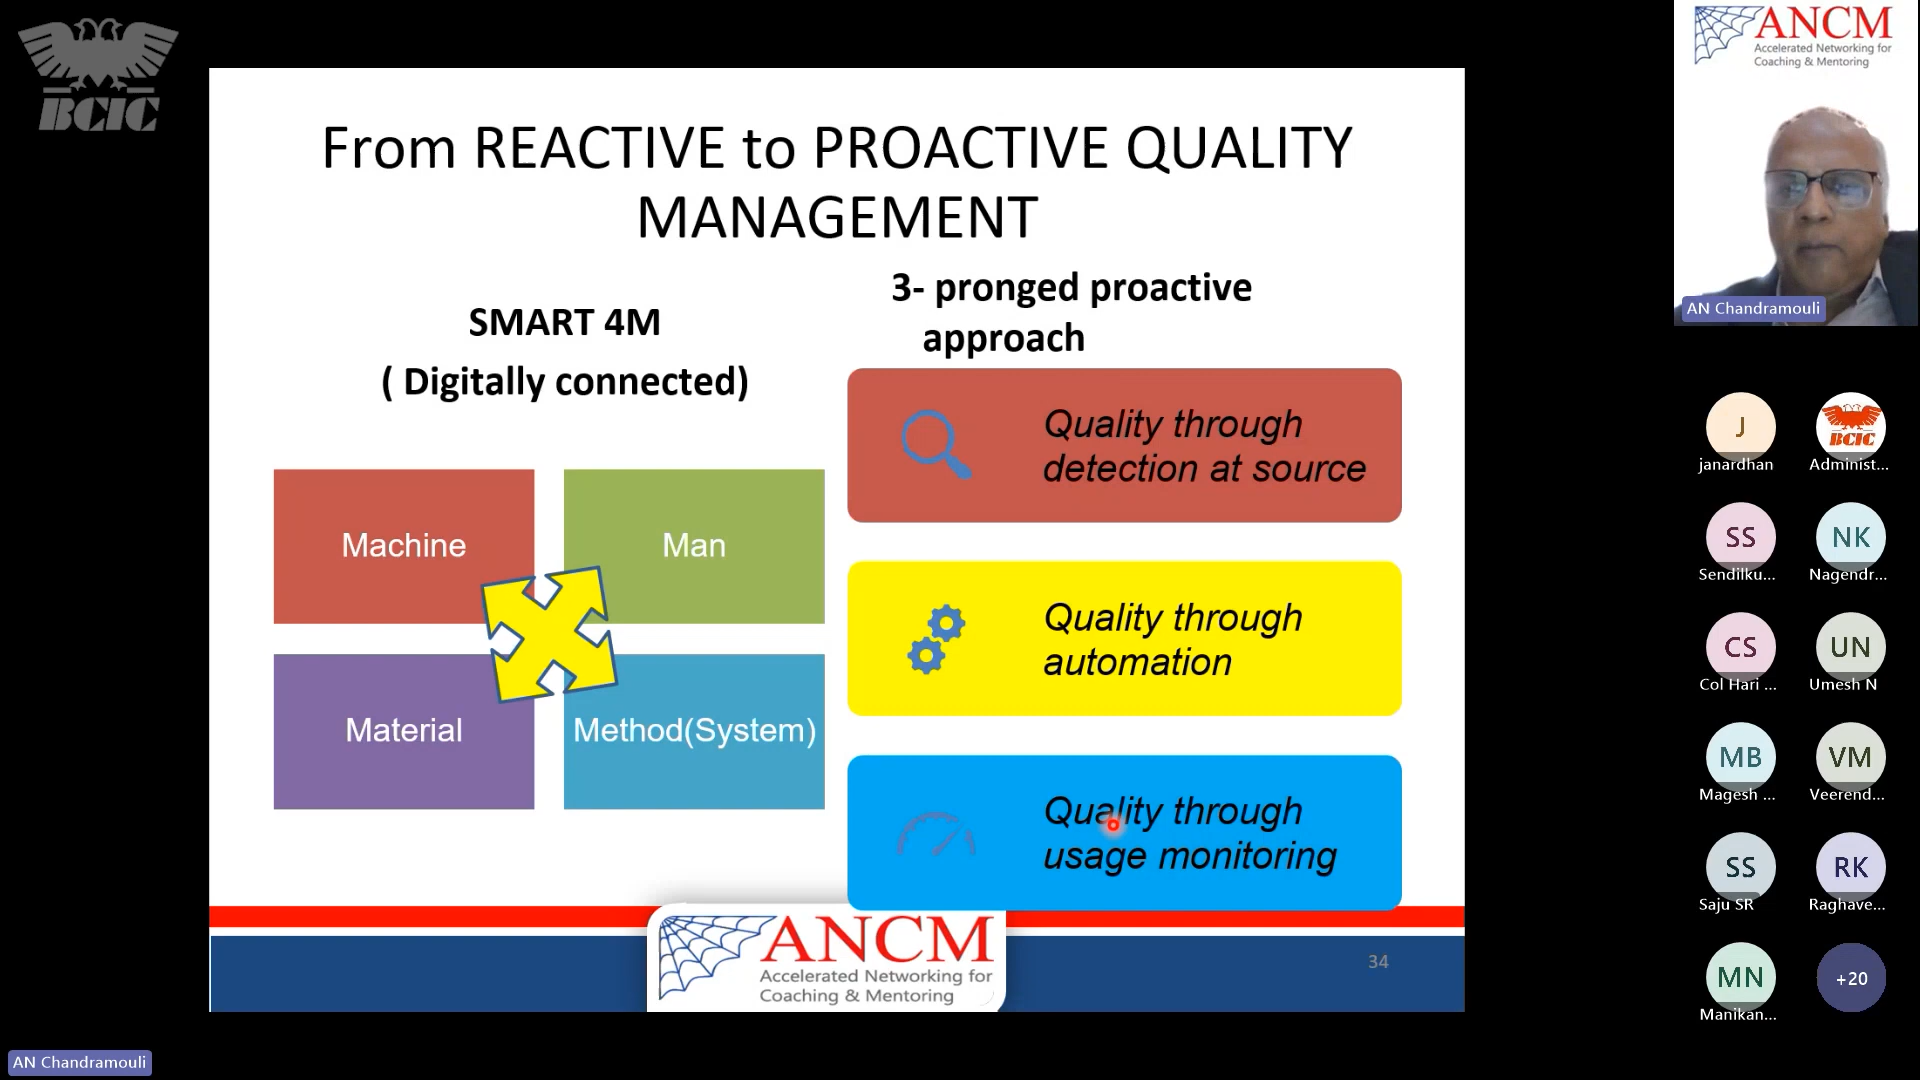 BCIC
From REACTIVE to PROACTIVE QUALITY
MANAGEMENT
SMART 4M
( Digitally connected)
Machine
Man
Material
Method(System)
3- pronged proactive
approach
Quality through
detection at source
Quality through
automation
Quality through
usage monitoring
ANCM
Accelerated Networking for
Coaching & Mentoring
34
AN Chandramouli
ANCM
Accelerated Networking for
Coaching & Mentoring
AN Chandramouli
J
janardhan
BCIC
Administ...
SS
Sendilku...
NK
Nagendr...
CS
Col Hari ...
UN
Umesh N
MB
Magesh ...
VM
Veerend...
SS
Saju SR
RK
Raghave...
MN
Manikan...
+20